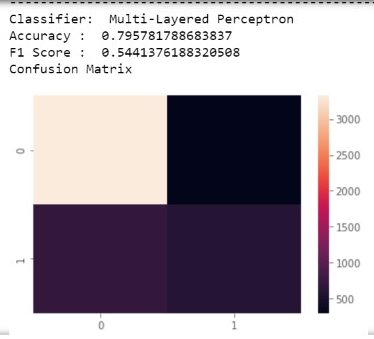 Classifier:  Multi-Layered Perceptron
Accuracy :  0.795781788683837
F1 Score :  0.5441376188320508
Confusion Matrix
0
1
0
1
3000
2500
2000
1500
1000
500